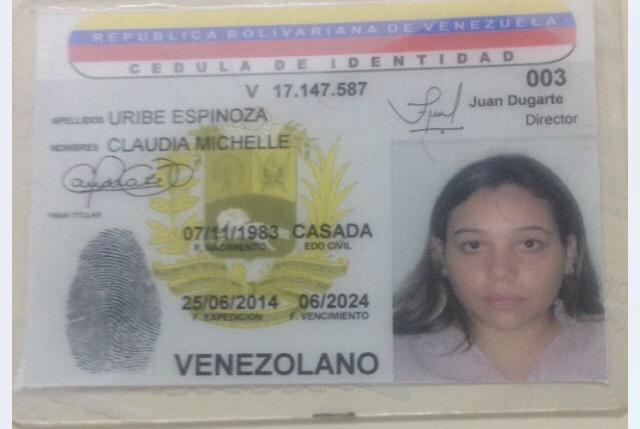 REPUBLICA BOLIVARIANA DE VENEZUELA
CEDULA DE IDENTIDAD
V 17.147.587
003
Juan Dugarte
Director
APELLIDOS URIBE ESPINOZA
NOMBRES CLAUDIA MICHELLE
FIRMA TITULAR
07/11/1983 CASADA
F. NACIMIENTO EDO CIVIL
25/06/2014 06/2024
F. EXPEDICION F. VENCIMIENTO
VENEZOLANO